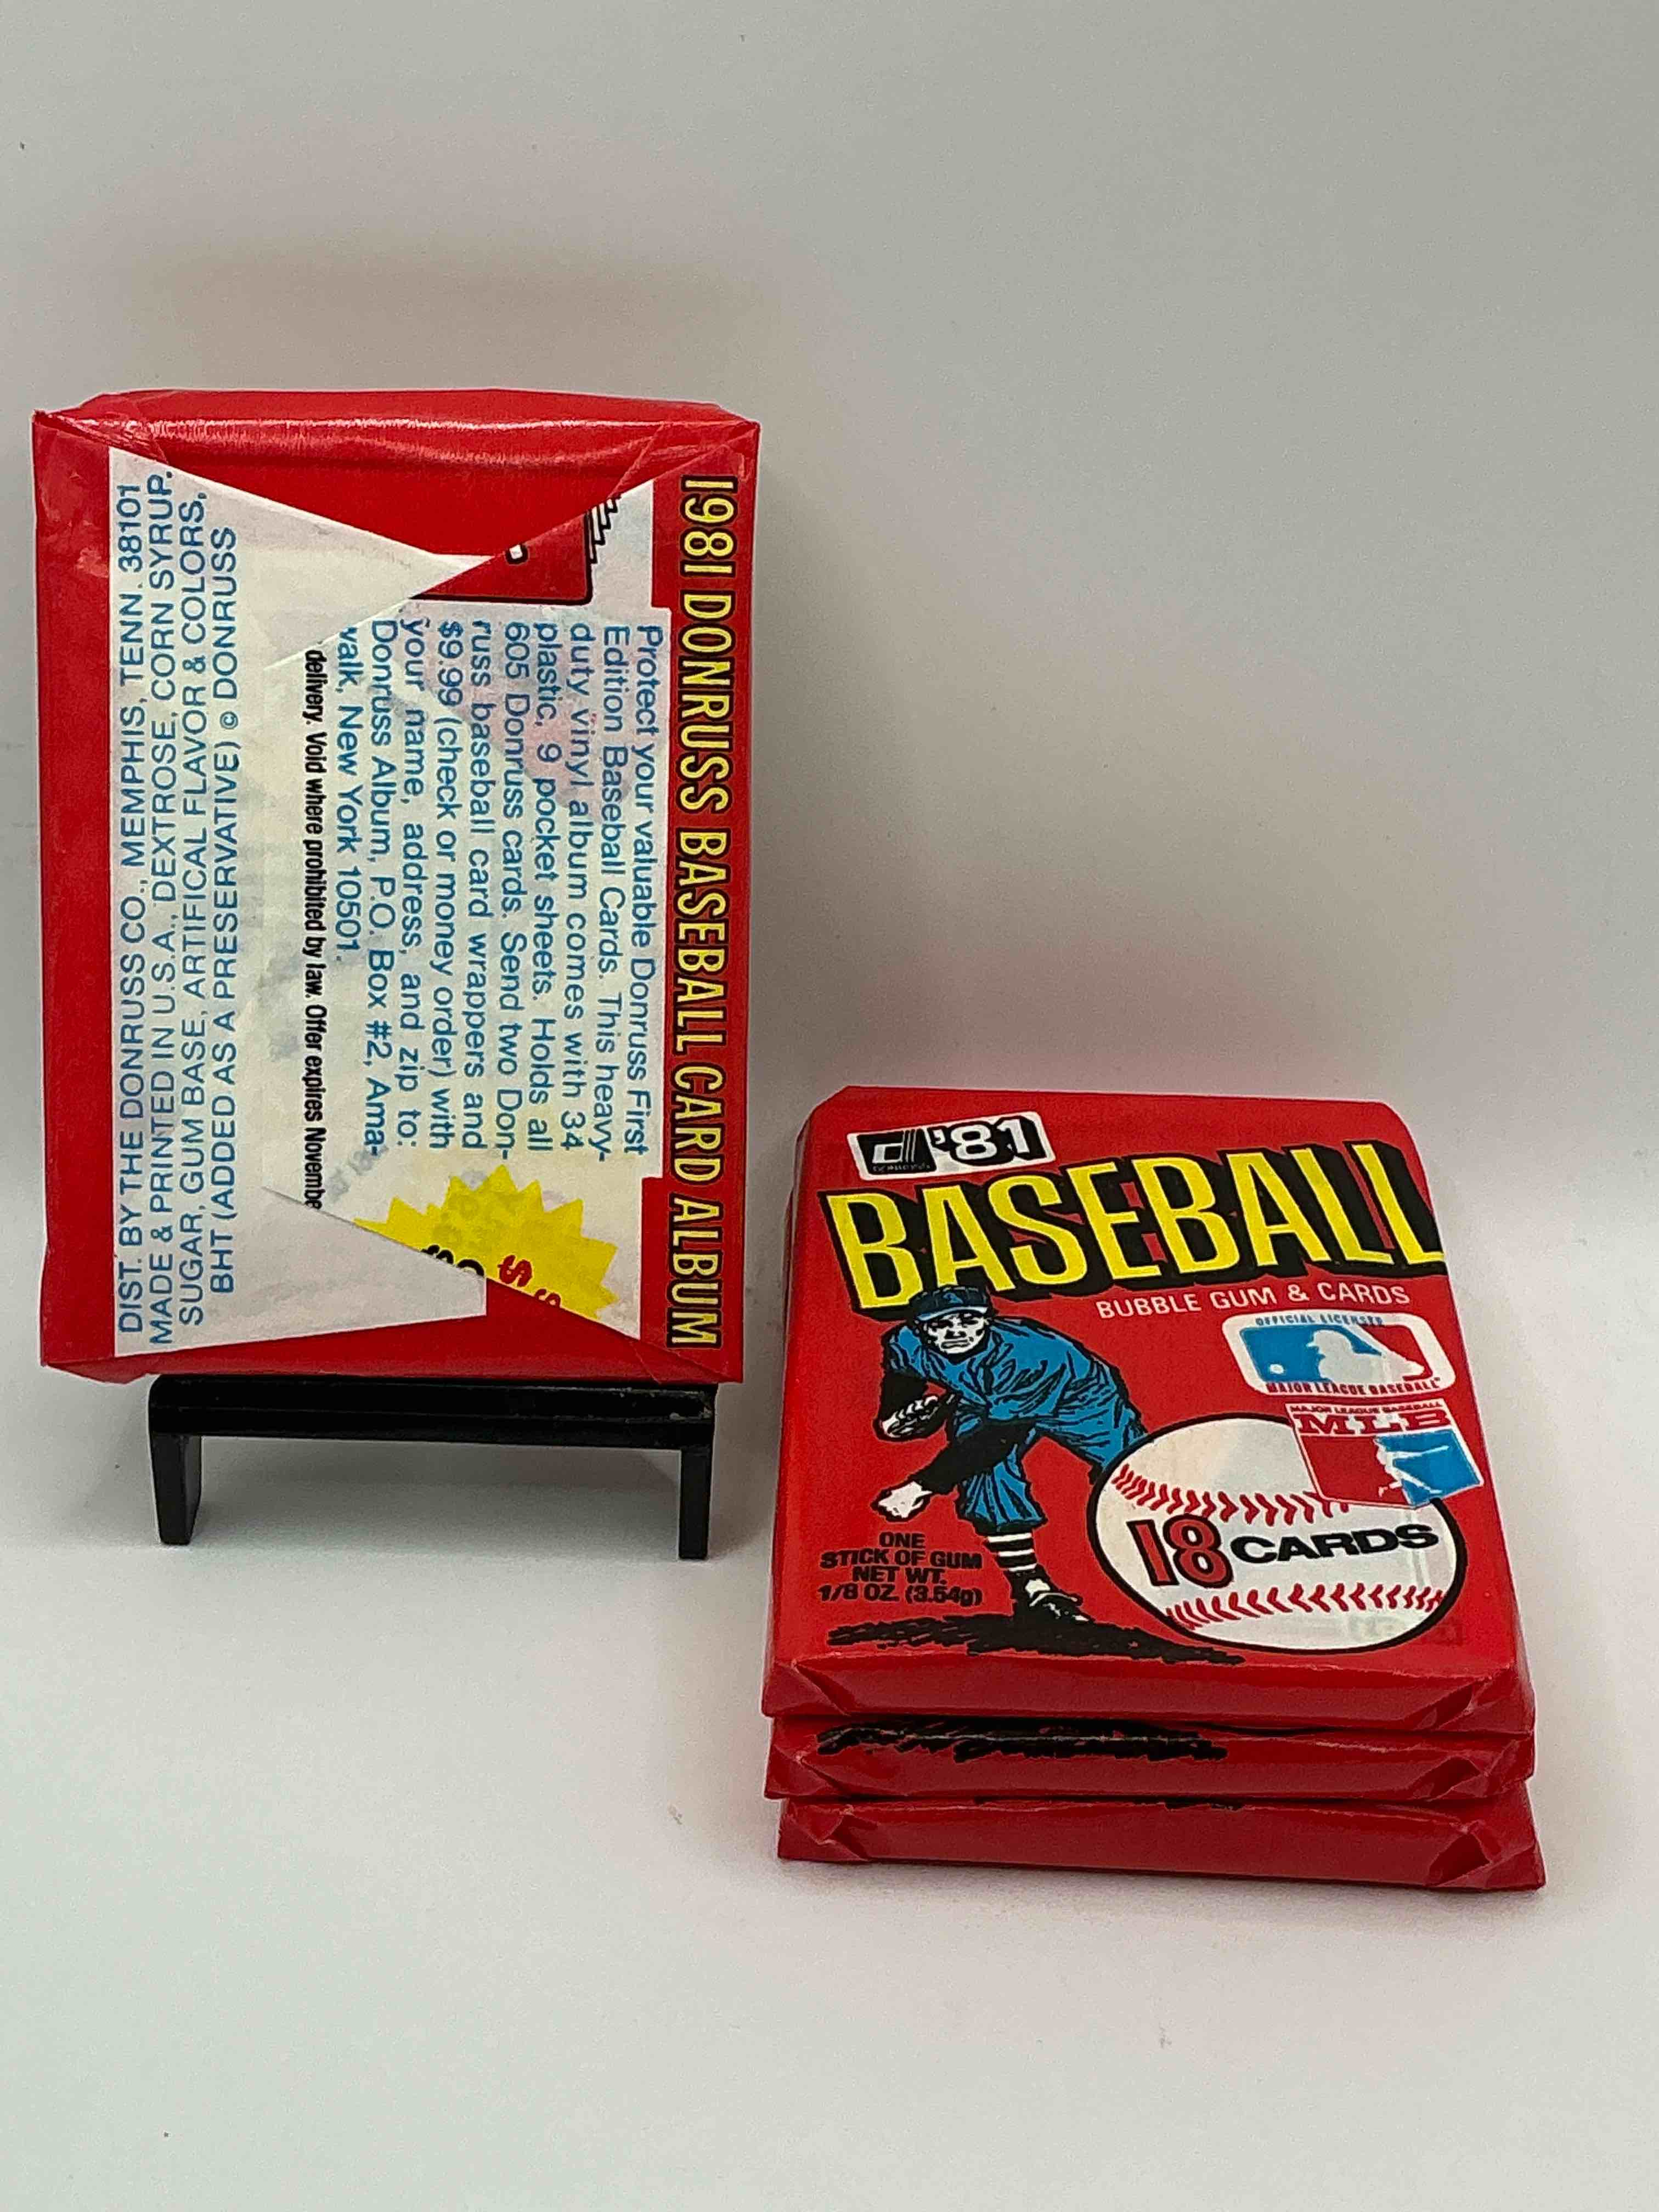 1981 DONRUSS BASEBALL CARD ALBUM
Protect your valuable Donruss First
Edition Baseball Cards. This heavy-
duty vinyl album comes with 34
plastic, 9 pocket sheets. Holds all
605 Donruss cards. Send two Don-
russ baseball card wrappers and
$9.99 (check or money order) with
your name, address, and zip to:
Donruss Album, P.O. Box #2, Ama-
walk, New York 10501.
delivery. Void where prohibited by law. Offer expires Novembe
DIST. BY THE DONRUSS CO., MEMPHIS, TENN. 38101
MADE & PRINTED IN U.S.A., DEXTROSE, CORN SYRUP,
SUGAR, GUM BASE, ARTIFICAL FLAVOR & COLORS,
BHT (ADDED AS A PRESERVATIVE) © DONRUSS
DONRUSS
'81
BASEBALL
BUBBLE GUM & CARDS
OFFICIAL LICENSEE
MAJOR LEAGUE BASEBALL
MAJOR LEAGUE BASEBALL
MLB
18 CARDS
ONE
STICK OF GUM
NET WT.
1/8 OZ. (3.54g)